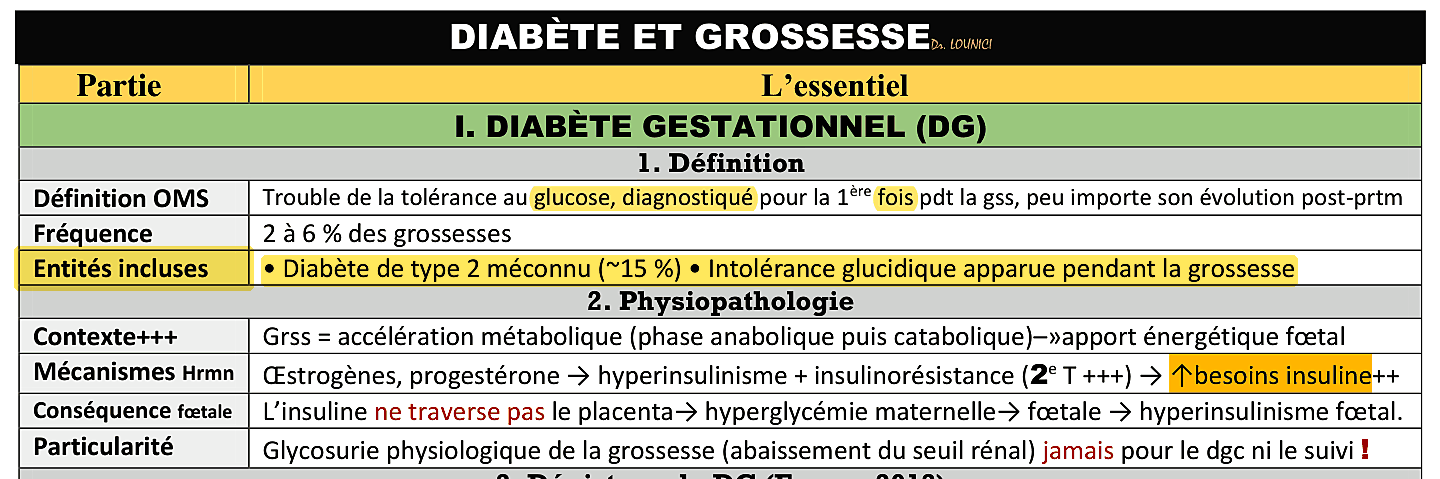 DIABÈTE ET GROSSESSE Dr. LOUNICI
Partie L’essentiel
I. DIABÈTE GESTATIONNEL (DG)
1. Définition
Définition OMS Trouble de la tolérance au glucose, diagnostiqué pour la 1ère fois pdt la gss, peu importe son évolution post-prtm
Fréquence 2 à 6 % des grossesses
Entités incluses • Diabète de type 2 méconnu (~15 %) • Intolérance glucidique apparue pendant la grossesse
2. Physiopathologie
Contexte+++ Grss = accélération métabolique (phase anabolique puis catabolique)–»apport énergétique fœtal
Mécanismes Hrmn Œstrogènes, progestérone → hyperinsulinisme + insulinorésistance (2e T +++) → ↑besoins insuline++
Conséquence fœtale L’insuline ne traverse pas le placenta→ hyperglycémie maternelle→ fœtale → hyperinsulinisme fœtal.
Particularité Glycosurie physiologique de la grossesse (abaissement du seuil rénal) jamais pour le dgc ni le suivi !